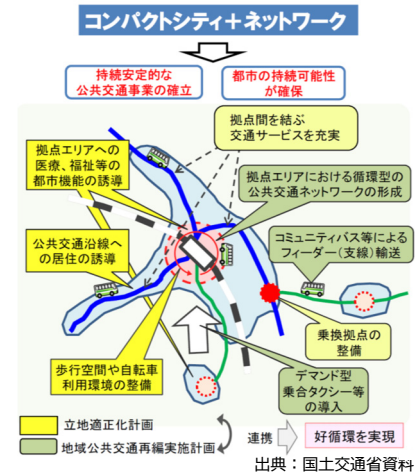 コンパクトシティ＋ネットワーク
持続安定的な
公共交通事業の確立
都市の持続可能性
が確保
拠点間を結ぶ
交通サービスを充実
拠点エリアへの
医療、福祉等の
都市機能の誘導
拠点エリアにおける循環型の
公共交通ネットワークの形成
公共交通沿線へ
の居住の誘導
コミュニティバス等による
フィーダー（支線）輸送
乗換拠点の
整備
歩行空間や自転車
利用環境の整備
デマンド型
乗合タクシー等
の導入
立地適正化計画
地域公共交通再編実施計画
連携
好循環を実現
出典：国土交通省資料